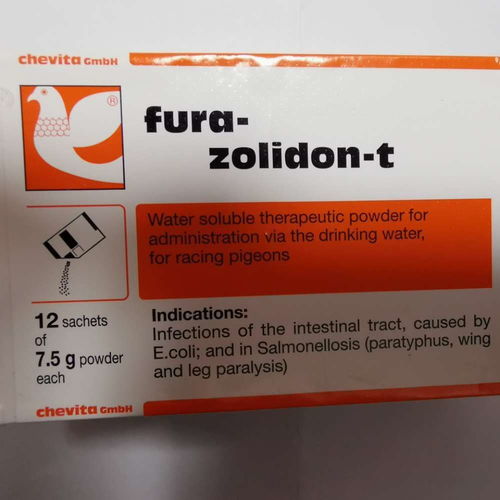 chevita GmbH
®
fura-
zolidon-t
Water soluble therapeutic powder for
administration via the drinking water,
for racing pigeons
12 sachets
of
7.5 g powder
each
Indications:
Infections of the intestinal tract, caused by
E.coli; and in Salmonellosis (paratyphus, wing
and leg paralysis)
chevita GmbH